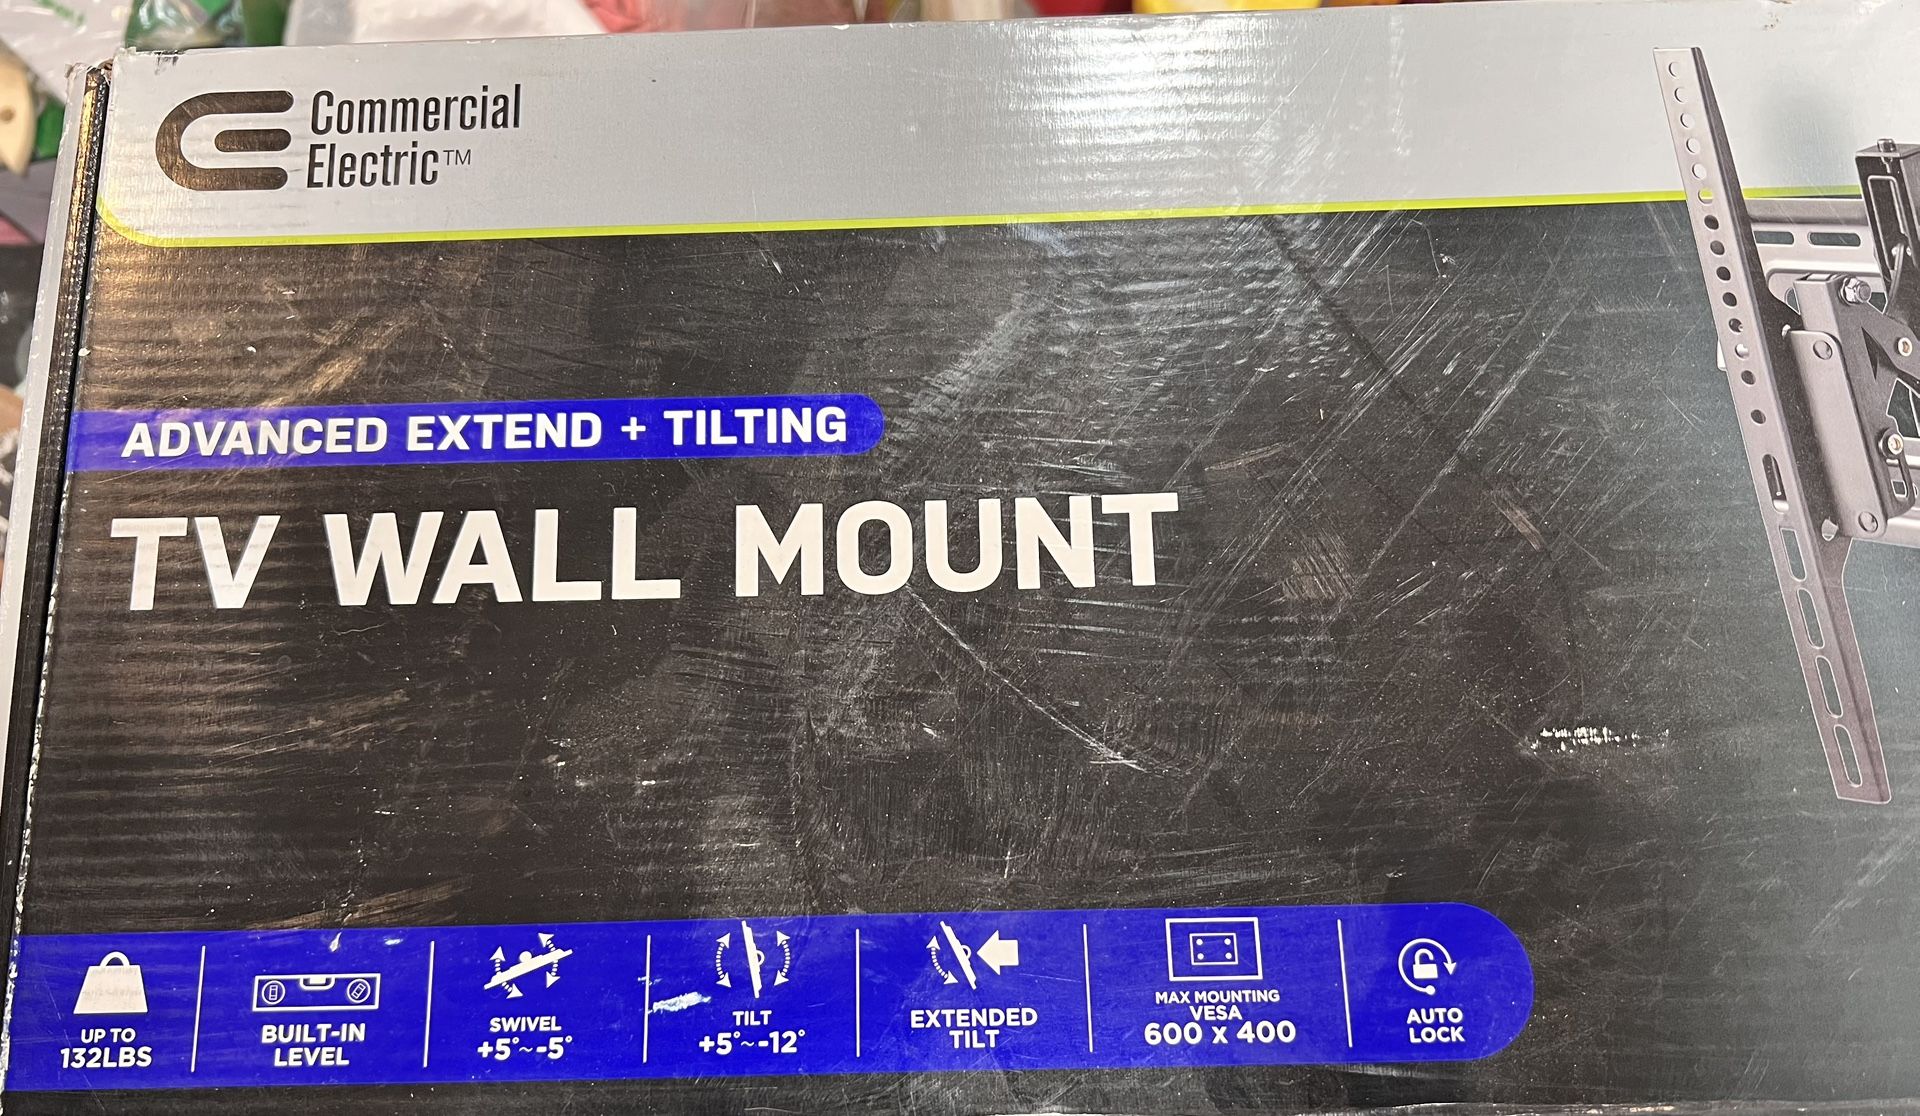 Commercial
Electric™
ADVANCED EXTEND + TILTING
TV WALL MOUNT
UP TO
132LBS
BUILT-IN
LEVEL
SWIVEL
+5°~-5°
TILT
+5°~-12°
EXTENDED
TILT
MAX MOUNTING
VESA
600 x 400
AUTO
LOCK